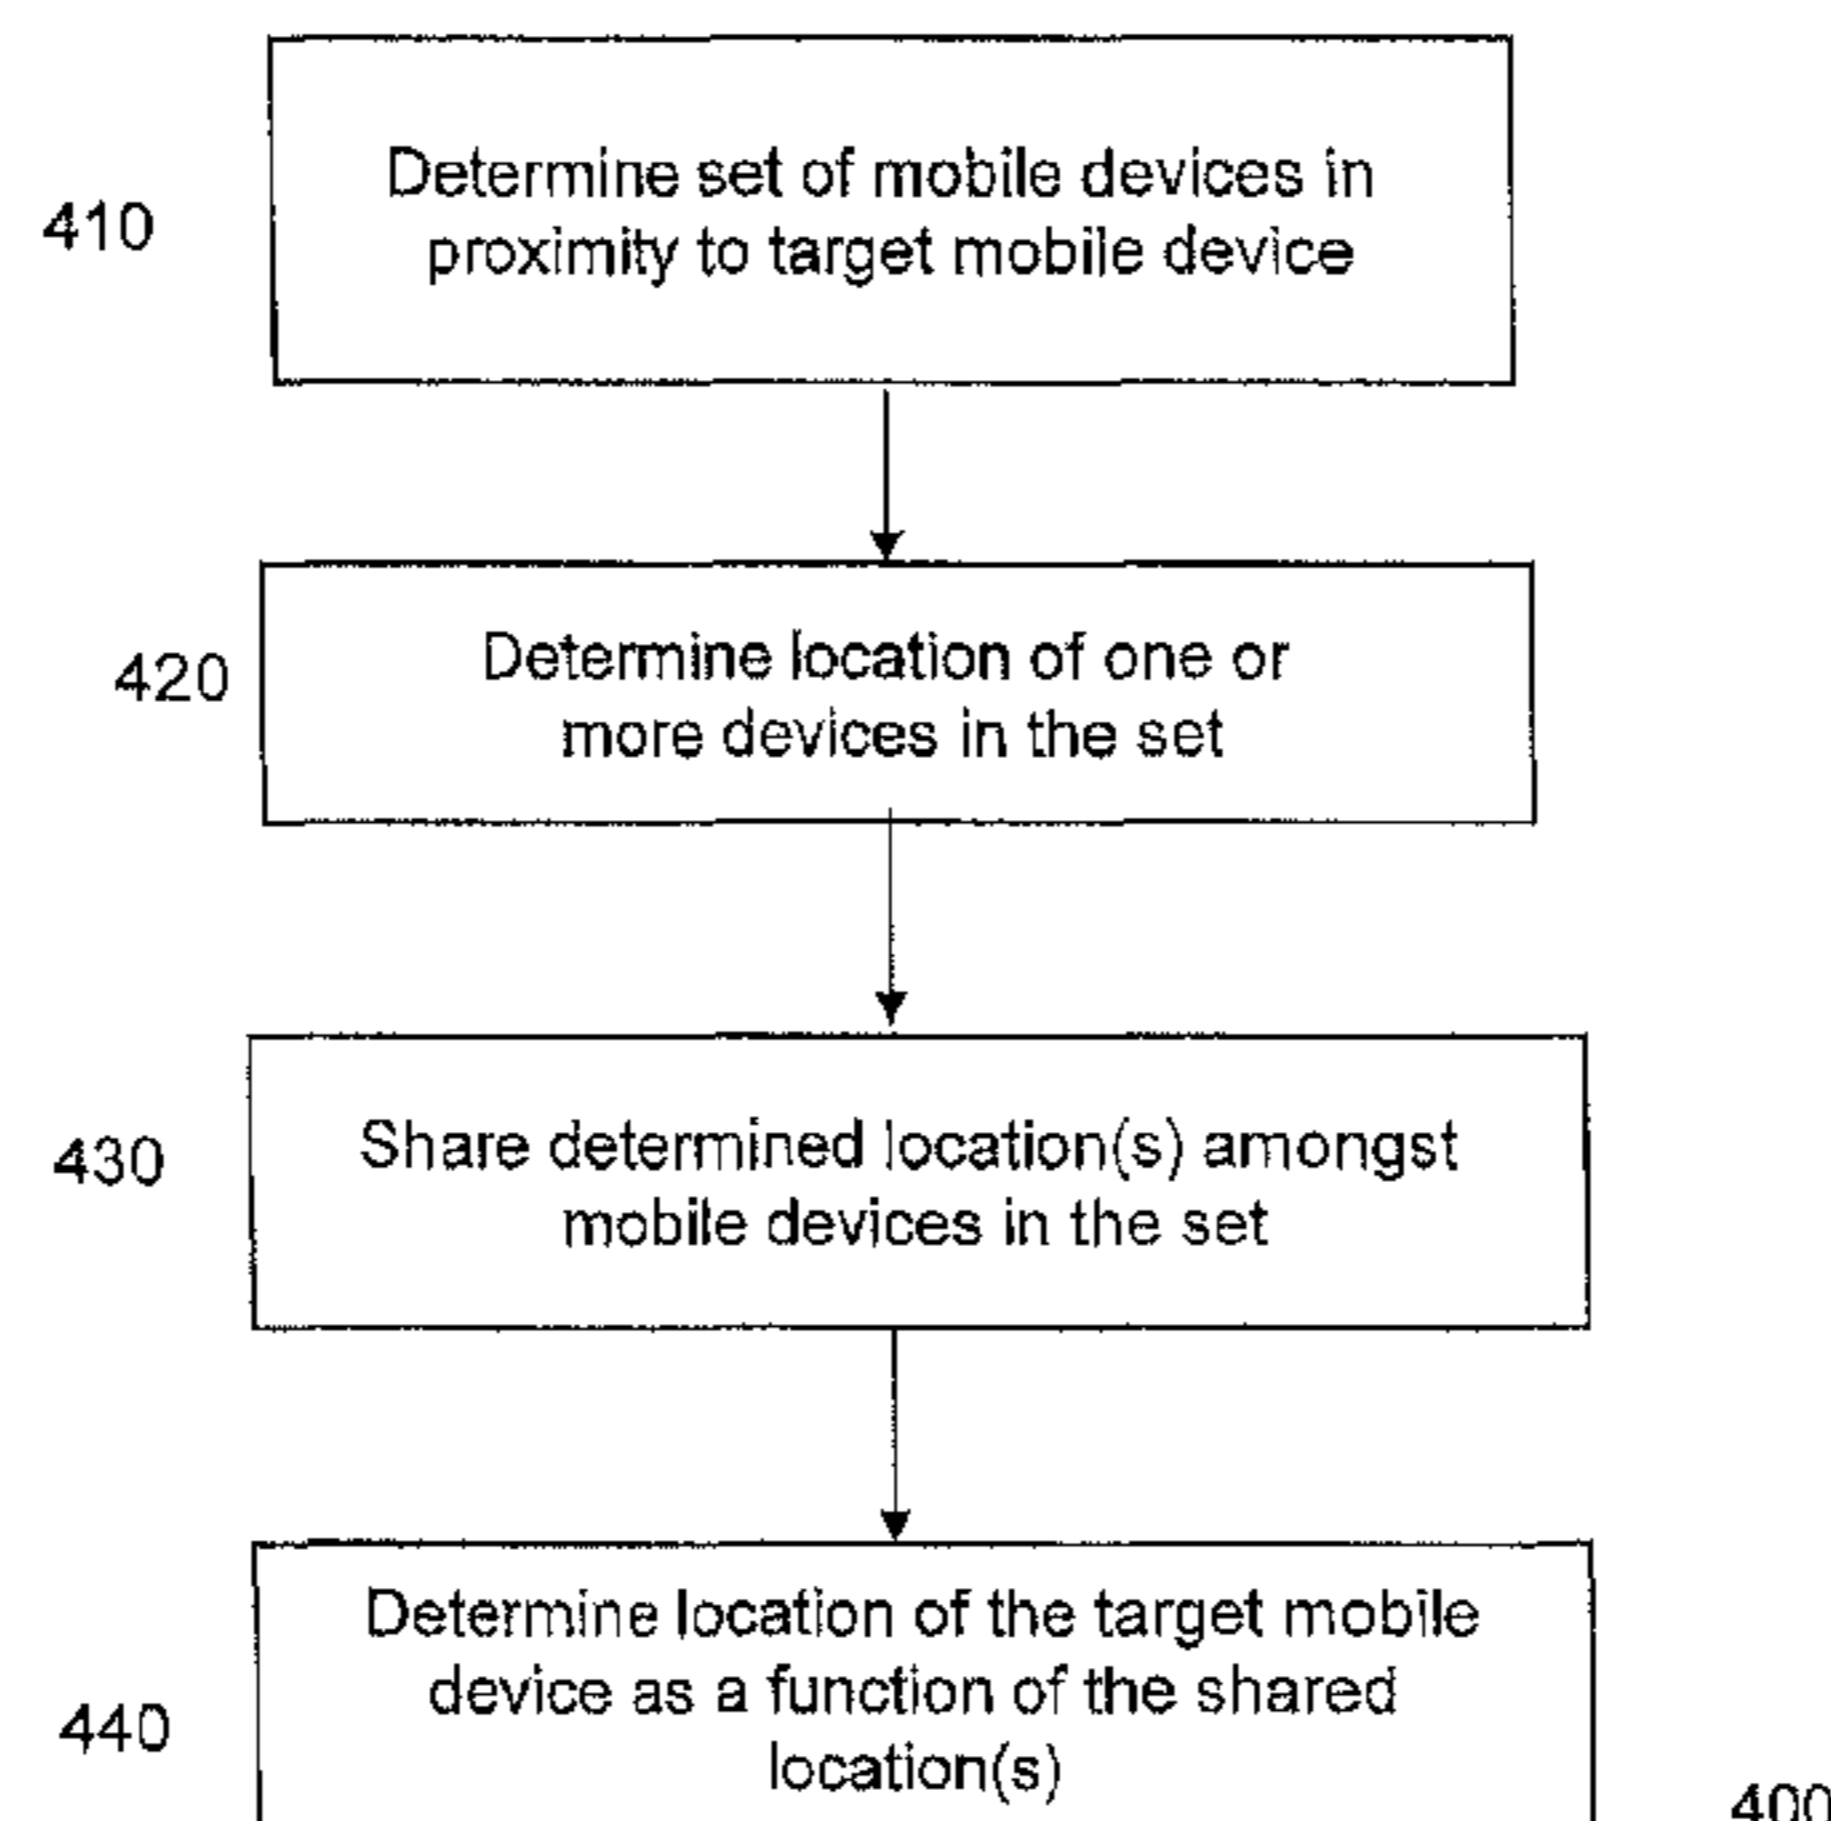 410
Determine set of mobile devices in
proximity to target mobile device
420
Determine location of one or
more devices in the set
430
Share determined location(s) amongst
mobile devices in the set
440
Determine location of the target mobile
device as a function of the shared
location(s)
400